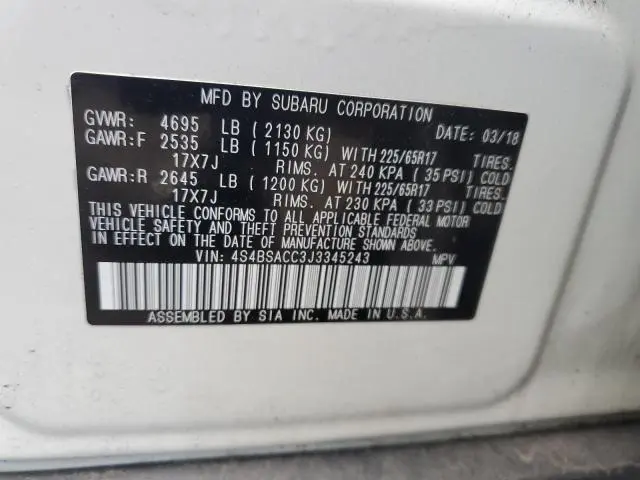 MFD BY SUBARU CORPORATION
GVWR: 4695 LB ( 2130 KG) DATE: 03/18
GAWR:F 2535 LB ( 1150 KG) WITH 225/65R17 TIRES.
17X7J RIMS. AT 240 KPA ( 35 PSI) COLD
GAWR:R 2645 LB ( 1200 KG) WITH 225/65R17 TIRES.
17X7J RIMS. AT 230 KPA ( 33 PSI) COLD
THIS VEHICLE CONFORMS TO ALL APPLICABLE FEDERAL MOTOR
VEHICLE SAFETY AND THEFT PREVENTION STANDARDS
IN EFFECT ON THE DATE OF MANUFACTURE SHOWN ABOVE.
VIN: 4S4BSACC3J3345243 MPV
ASSEMBLED BY SIA INC. MADE IN U.S.A.